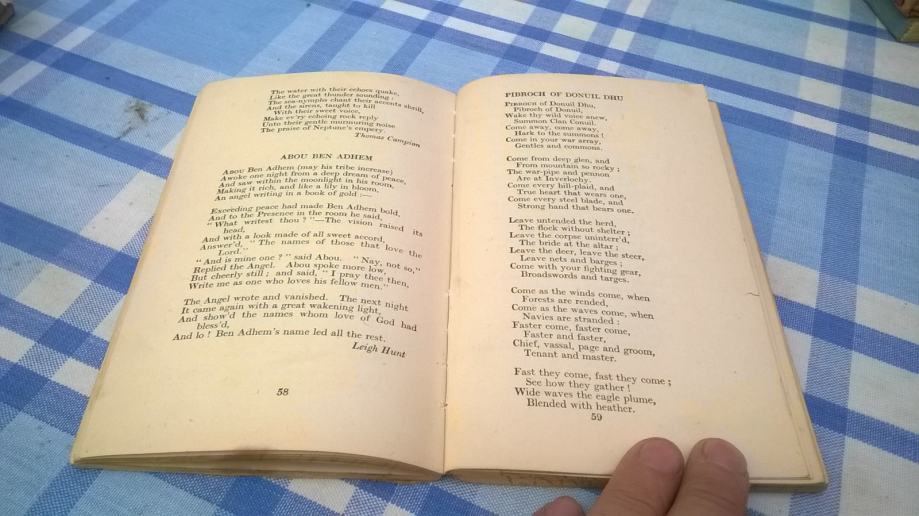 The water with their echoes quake,
Like the great thunder sounding:
The sea-nymphs chant their accents shrill,
And the sirens, taught to kill
With their sweet voice,
Make ev'ry echoing rock reply
Unto their gentle murmuring noise
The praise of Neptune's empery.
Thomas Campion
ABOU BEN ADHEM
ABOU Ben Adhem (may his tribe increase)
Awoke one night from a deep dream of peace,
And saw within the moonlight in his room,
Making it rich, and like a lily in bloom,
An angel writing in a book of gold:—
Exceeding peace had made Ben Adhem bold,
And to the Presence in the room he said,
"What writest thou?"—The vision raised its
head,
And with a look made of all sweet accord,
Answer'd, "The names of those that love the
Lord."
"And is mine one?" said Abou. "Nay, not so,"
Replied the Angel. Abou spoke more low,
But cheerly still; and said, "I pray thee then,
Write me as one who loves his fellow men."
The Angel wrote and vanished. The next night
It came again with a great wakening light,
And show'd the names whom love of God had
bless'd,
And lo! Ben Adhem's name led all the rest.
Leigh Hunt
58
PIBROCH OF DONUIL DHU
PIBROCH of Donuil Dhu,
Pibroch of Donuil,
Wake thy wild voice anew,
Summon Clan Conuil.
Come away, come away,
Hark to the summons!
Come in your war array,
Gentles and commons.
Come from deep glen, and
From mountain so rocky;
The war-pipe and pennon
Are at Inverlochy.
Come every hill-plaid, and
True heart that wears one,
Come every steel blade, and
Strong hand that bears one.
Leave untended the herd,
The flock without shelter;
Leave the corpse uninterr'd,
The bride at the altar;
Leave the deer, leave the steer,
Leave nets and barges;
Come with your fighting gear,
Broadswords and targes.
Come as the winds come, when
Forests are rended,
Come as the waves come, when
Navies are stranded:
Faster come, faster come,
Faster and faster,
Chief, vassal, page and groom,
Tenant and master.
Fast they come, fast they come;
See how they gather!
Wide waves the eagle plume,
Blended with heather.
59